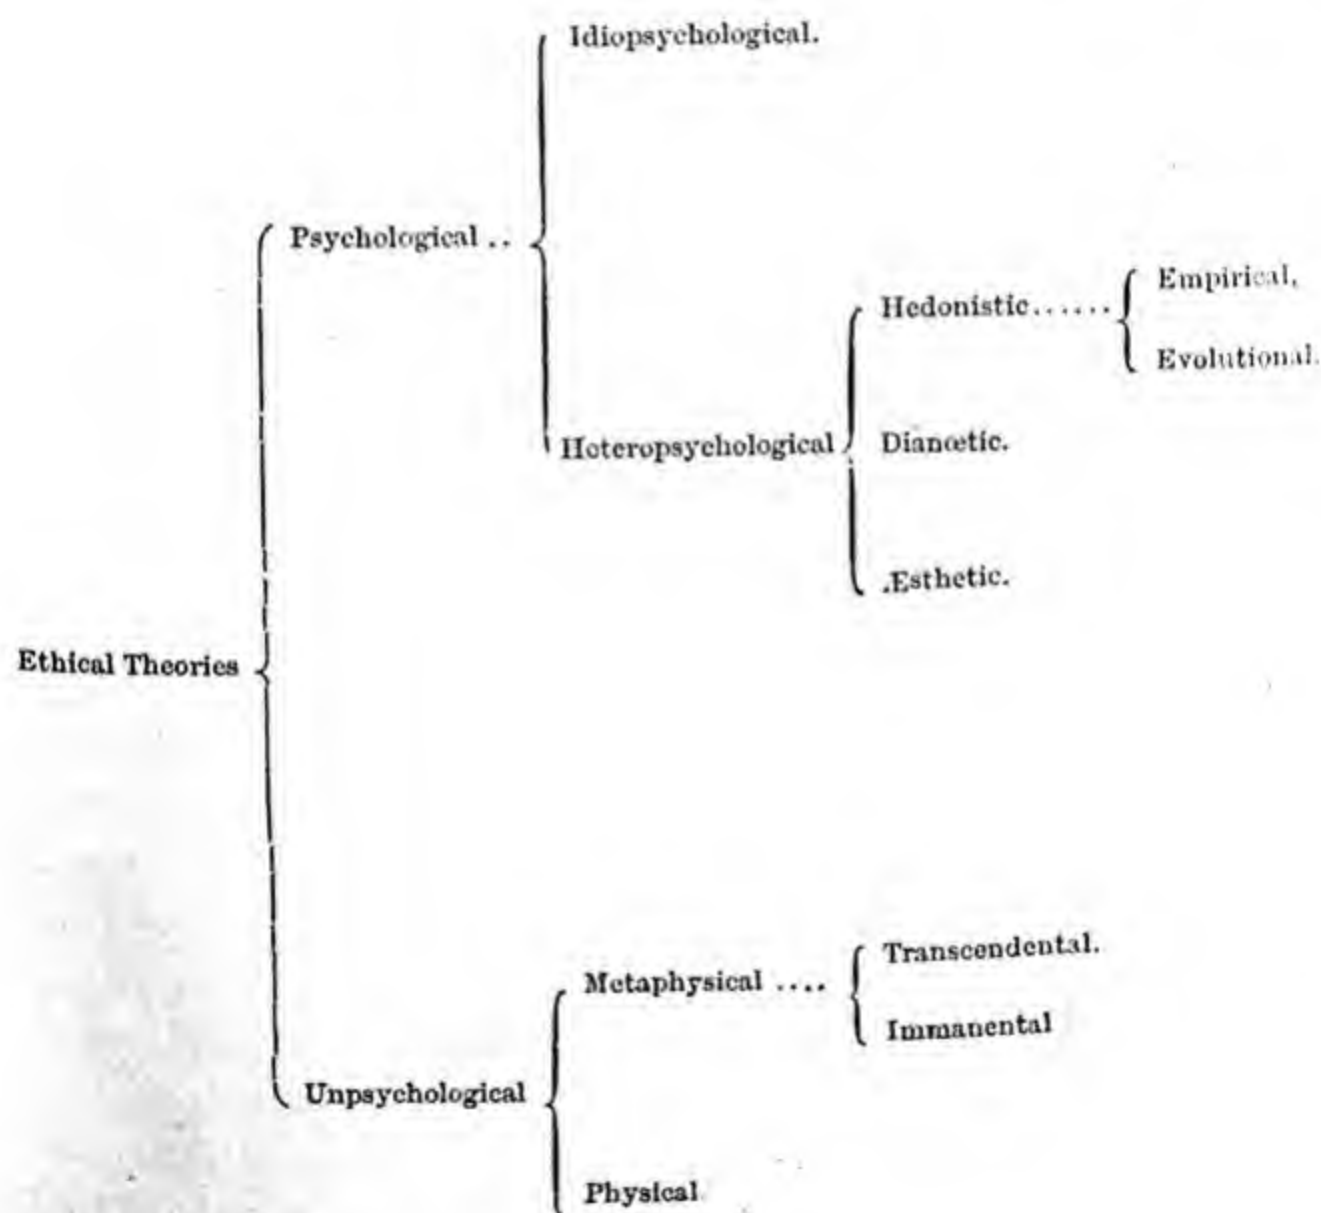 Idiopsychological.
Psychological ..
Hedonistic......
Empirical,
Evolutional.
Heteropsychological
Dianœtic.
Æsthetic.
Ethical Theories
Metaphysical ....
Transcendental.
Immanental
Unpsychological
Physical